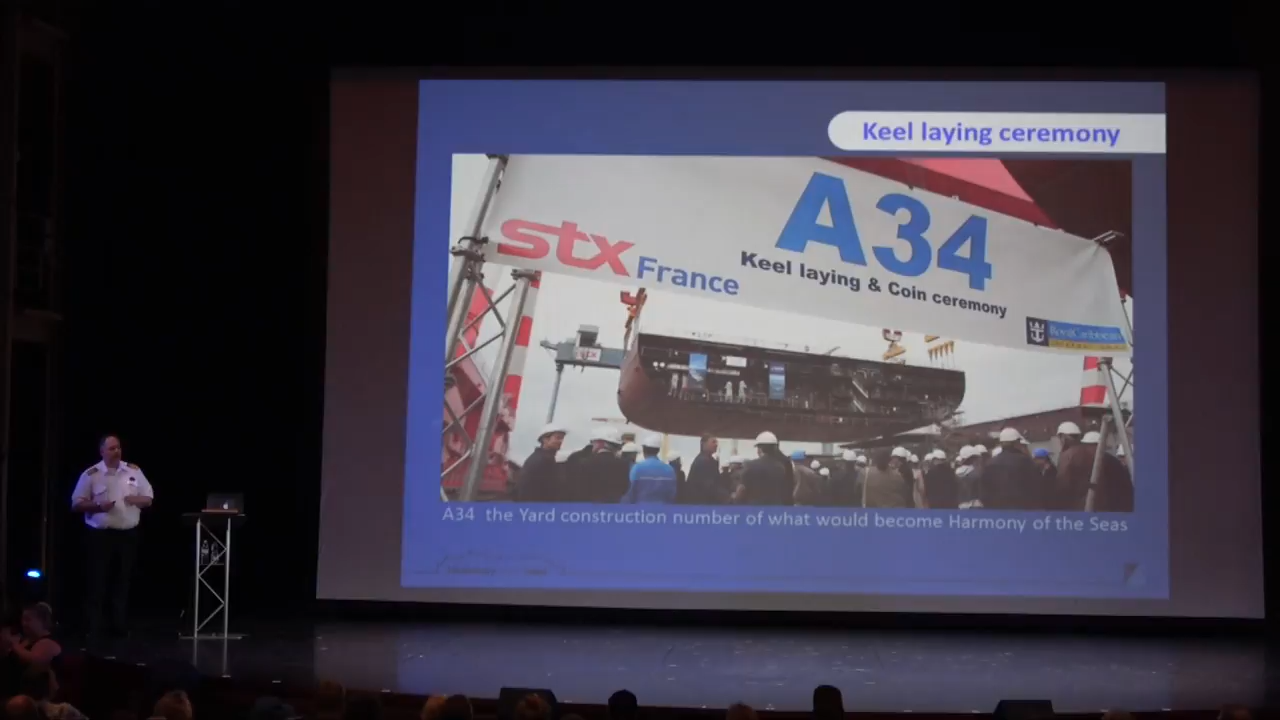 Keel laying ceremony
A34
stx France
Keel laying & Coin ceremony
RoyalCaribbean
A34 the Yard construction number of what would become Harmony of the Seas